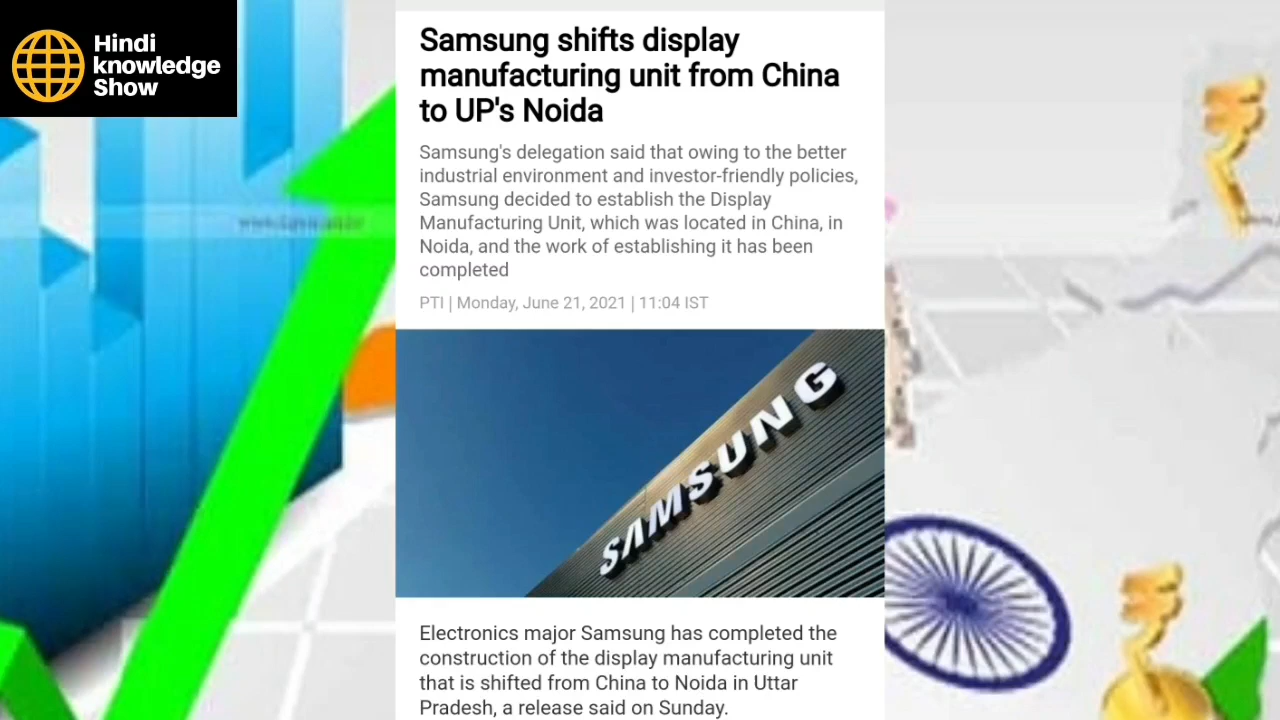 Hindi
knowledge
Show
Samsung shifts display
manufacturing unit from China
to UP's Noida
Samsung's delegation said that owing to the better
industrial environment and investor-friendly policies,
Samsung decided to establish the Display
Manufacturing Unit, which was located in China, in
Noida, and the work of establishing it has been
completed
PTI | Monday, June 21, 2021 | 11:04 IST
SAMSUNG
Electronics major Samsung has completed the
construction of the display manufacturing unit
that is shifted from China to Noida in Uttar
Pradesh, a release said on Sunday.